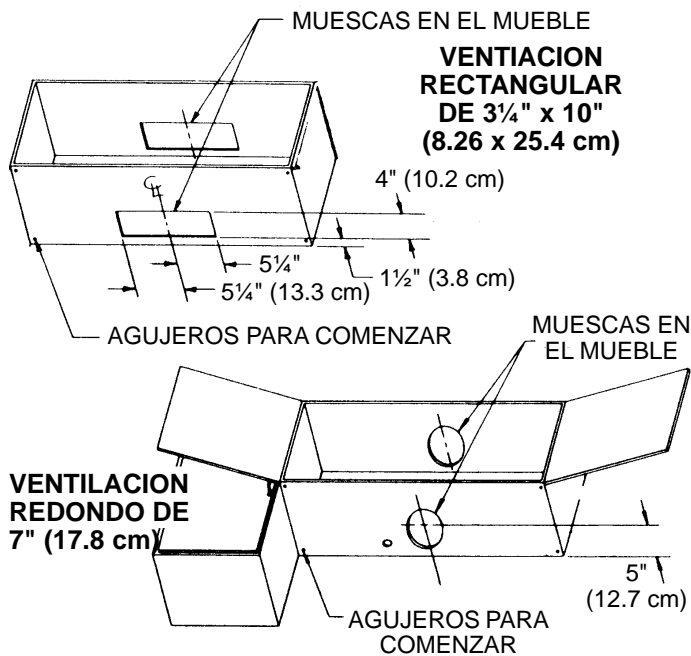 MUESCAS EN EL MUEBLE
VENTIACION
RECTANGULAR
DE 3¼" x 10"
(8.26 x 25.4 cm)
4" (10.2 cm)
5¼"
1½" (3.8 cm)
5¼" (13.3 cm)
AGUJEROS PARA COMENZAR
MUESCAS EN
EL MUEBLE
VENTILACION
REDONDO DE
7" (17.8 cm)
5"
(12.7 cm)
AGUJEROS PARA
COMENZAR